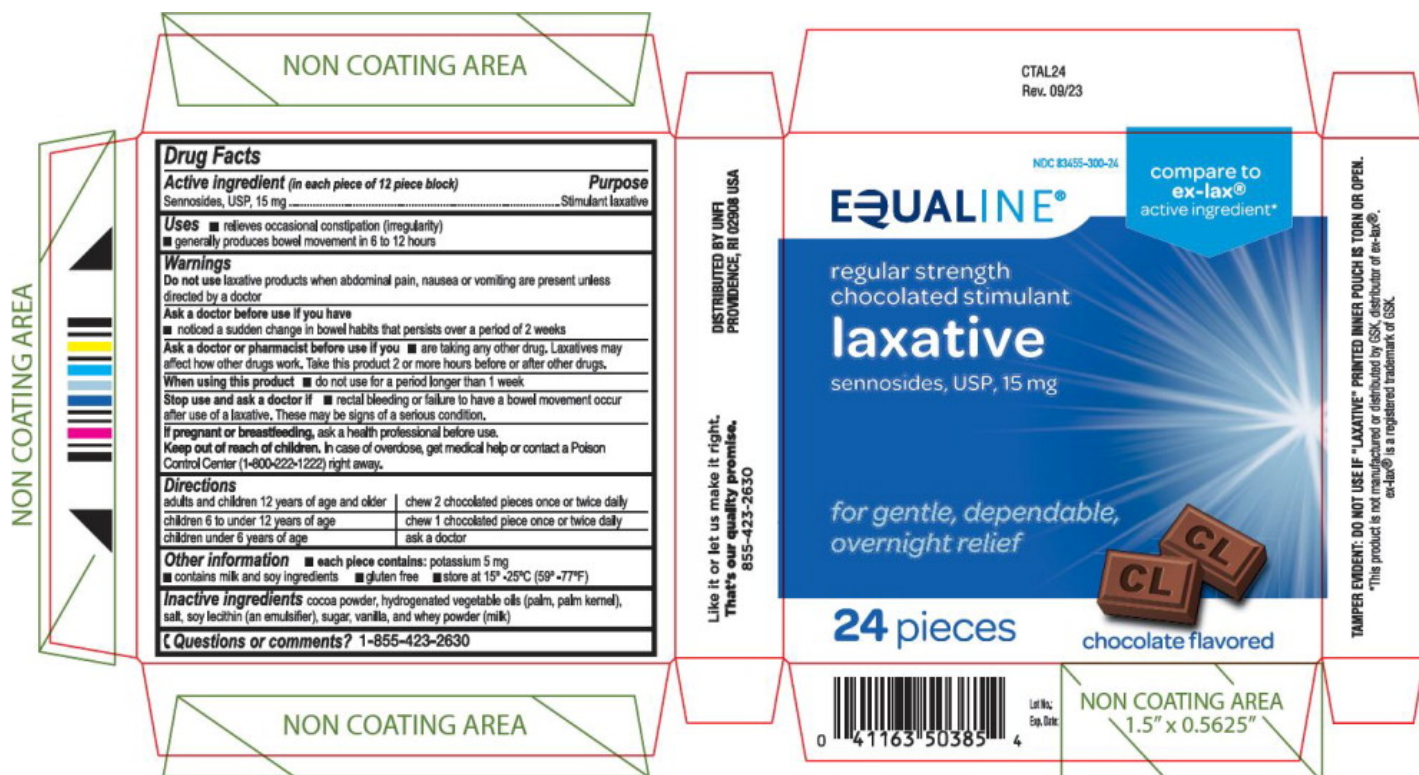 NON COATING AREA
NON COATING AREA
Drug Facts
Active ingredient (in each piece of 12 piece block) Purpose
Sennosides, USP, 15 mg ........ Stimulant laxative
Uses ■ relieves occasional constipation (irregularity)
■ generally produces bowel movement in 6 to 12 hours
Warnings
Do not use laxative products when abdominal pain, nausea or vomiting are present unless
directed by a doctor
Ask a doctor before use if you have
■ noticed a sudden change in bowel habits that persists over a period of 2 weeks
Ask a doctor or pharmacist before use if you ■ are taking any other drug. Laxatives may
affect how other drugs work. Take this product 2 or more hours before or after other drugs.
When using this product ■ do not use for a period longer than 1 week
Stop use and ask a doctor if ■ rectal bleeding or failure to have a bowel movement occur
after use of a laxative. These may be signs of a serious condition.
If pregnant or breastfeeding, ask a health professional before use.
Keep out of reach of children. In case of overdose, get medical help or contact a Poison
Control Center (1-800-222-1222) right away.
Directions
adults and children 12 years of age and older chew 2 chocolated pieces once or twice daily
children 6 to under 12 years of age chew 1 chocolated piece once or twice daily
children under 6 years of age ask a doctor
Other information ■ each piece contains: potassium 5 mg
■ contains milk and soy ingredients ■ gluten free ■ store at 15º -25ºC (59º -77ºF)
Inactive ingredients cocoa powder, hydrogenated vegetable oils (palm, palm kernel),
salt, soy lecithin (an emulsifier), sugar, vanilla, and whey powder (milk)
Questions or comments? 1-855-423-2630
NON COATING AREA
DISTRIBUTED BY UNFI
PROVIDENCE, RI 02908 USA
Like it or let us make it right.
That's our quality promise.
855-423-2630
CTAL24
Rev. 09/23
NDC 83455-300-24
compare to
ex-lax®
active ingredient*
EQUALINE®
regular strength
chocolated stimulant
laxative
sennosides, USP, 15 mg
for gentle, dependable,
overnight relief
CL
CL
24 pieces
chocolate flavored
0 41163 50385 4
Lot No.:
Exp. Date:
NON COATING AREA
1.5" x 0.5625"
TAMPER EVIDENT: DO NOT USE IF "LAXATIVE" PRINTED INNER POUCH IS TORN OR OPEN.
*This product is not manufactured or distributed by GSK, distributor of ex-lax®.
ex-lax® is a registered trademark of GSK.